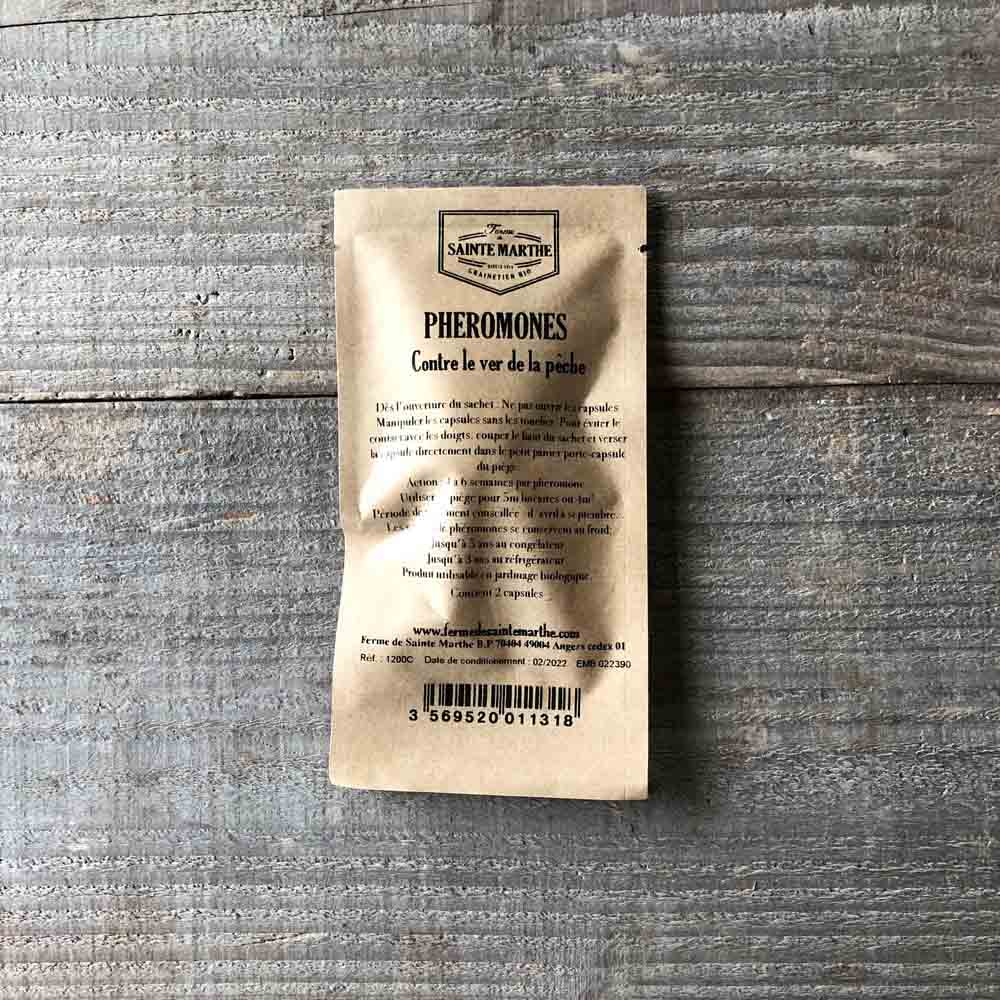 Ferme
de
SAINTE MARTHE
DEPUIS 1974
GRAINETIER BIO
PHEROMONES
Contre le ver de la pêche
Dès l'ouverture du sachet : Ne pas ouvrir les capsules
Manipuler les capsules sans les toucher. Pour éviter le
contact avec les doigts, couper le haut du sachet et verser
la capsule directement dans le petit panier porte-capsule
du piège.
Action : 4 à 6 semaines par pheromone
Utiliser piège pour 5m linéaires ou 4m²
Période de conseillée : d'avril à septembre.
Les de phéromones se conservent au froid:
Jusqu'à 5 ans au congélateur
Jusqu'à 3 ans au réfrigérateur
Produit utilisable en jardinage biologique.
Contient 2 capsules
www.fermedesaintemarthe.com
Ferme de Sainte Marthe B.P 70404 49004 Angers cedex 01
Réf. : 1200C Date de conditionement : 02/2022 EMB 022390
3 569520 011318